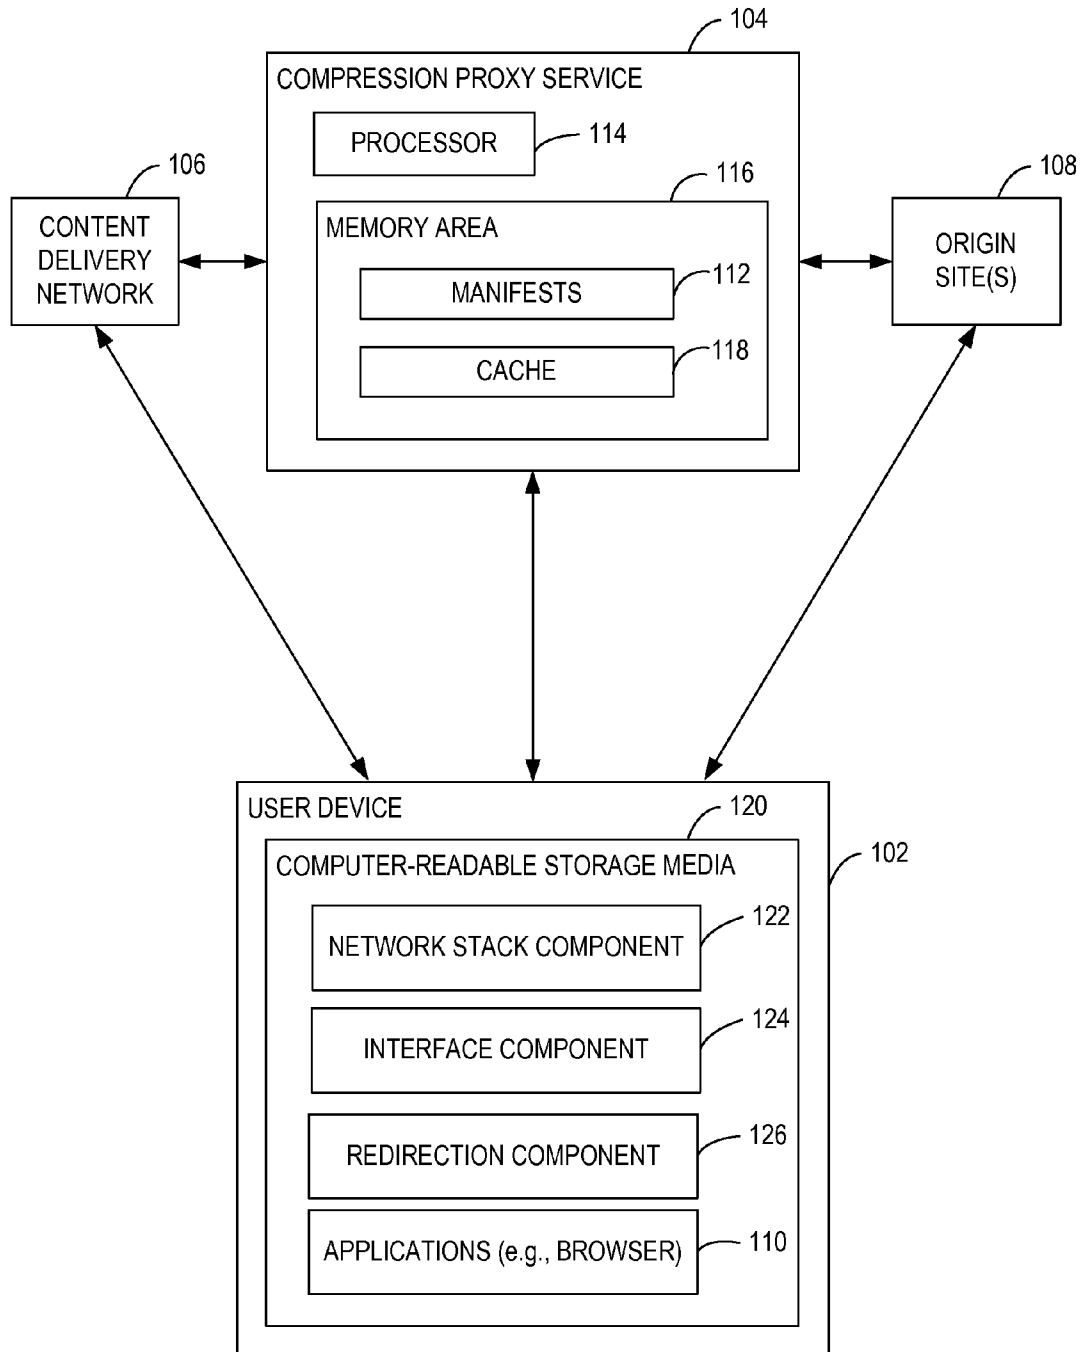 104
COMPRESSION PROXY SERVICE
PROCESSOR
114
106
116
108
CONTENT
DELIVERY
NETWORK
MEMORY AREA
ORIGIN
SITE(S)
MANIFESTS
112
CACHE
118
USER DEVICE
120
COMPUTER-READABLE STORAGE MEDIA
102
NETWORK STACK COMPONENT
122
INTERFACE COMPONENT
124
REDIRECTION COMPONENT
126
APPLICATIONS (e.g., BROWSER)
110